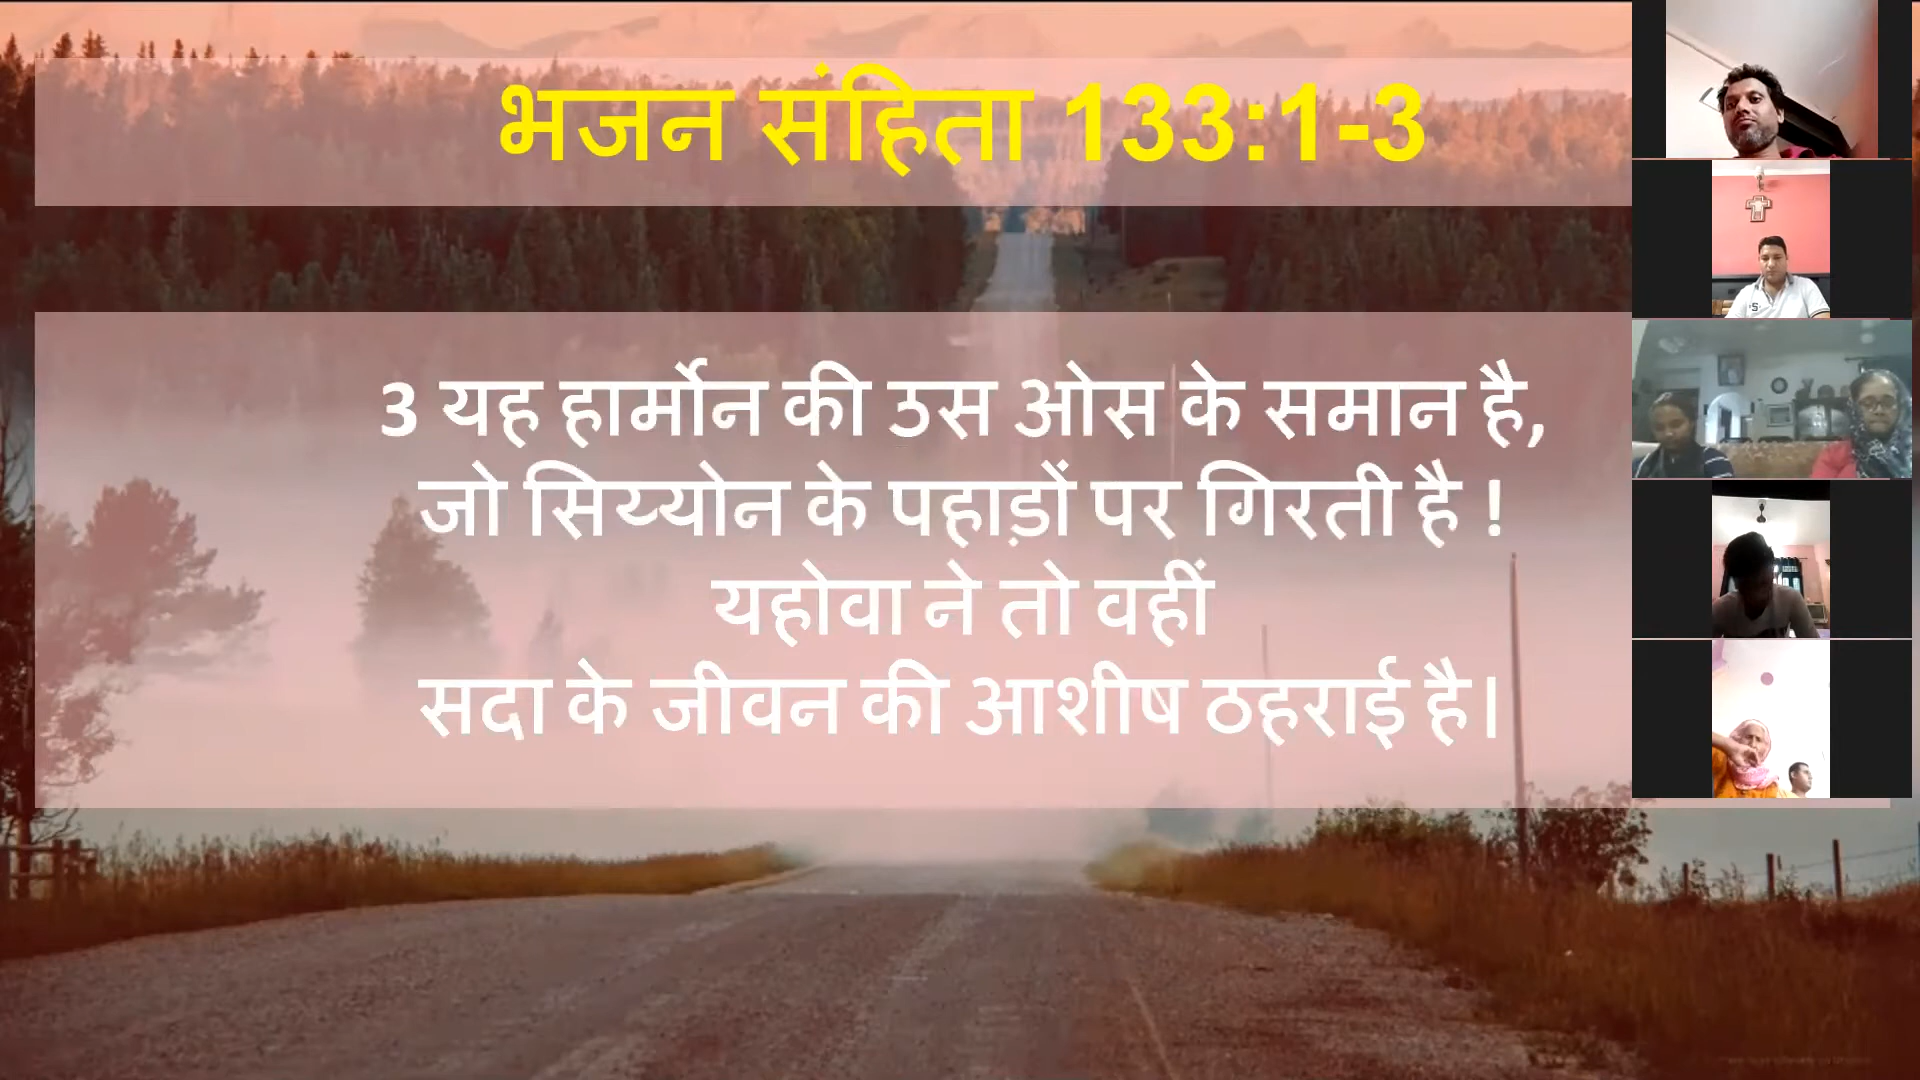 भजन संहिता 133:1-3
3 यह हार्मोन की उस ओस के समान है,
जो सिय्योन के पहाड़ों पर गिरती है !
यहोवा ने तो वहीं
सदा के जीवन की आशीष ठहराई है।